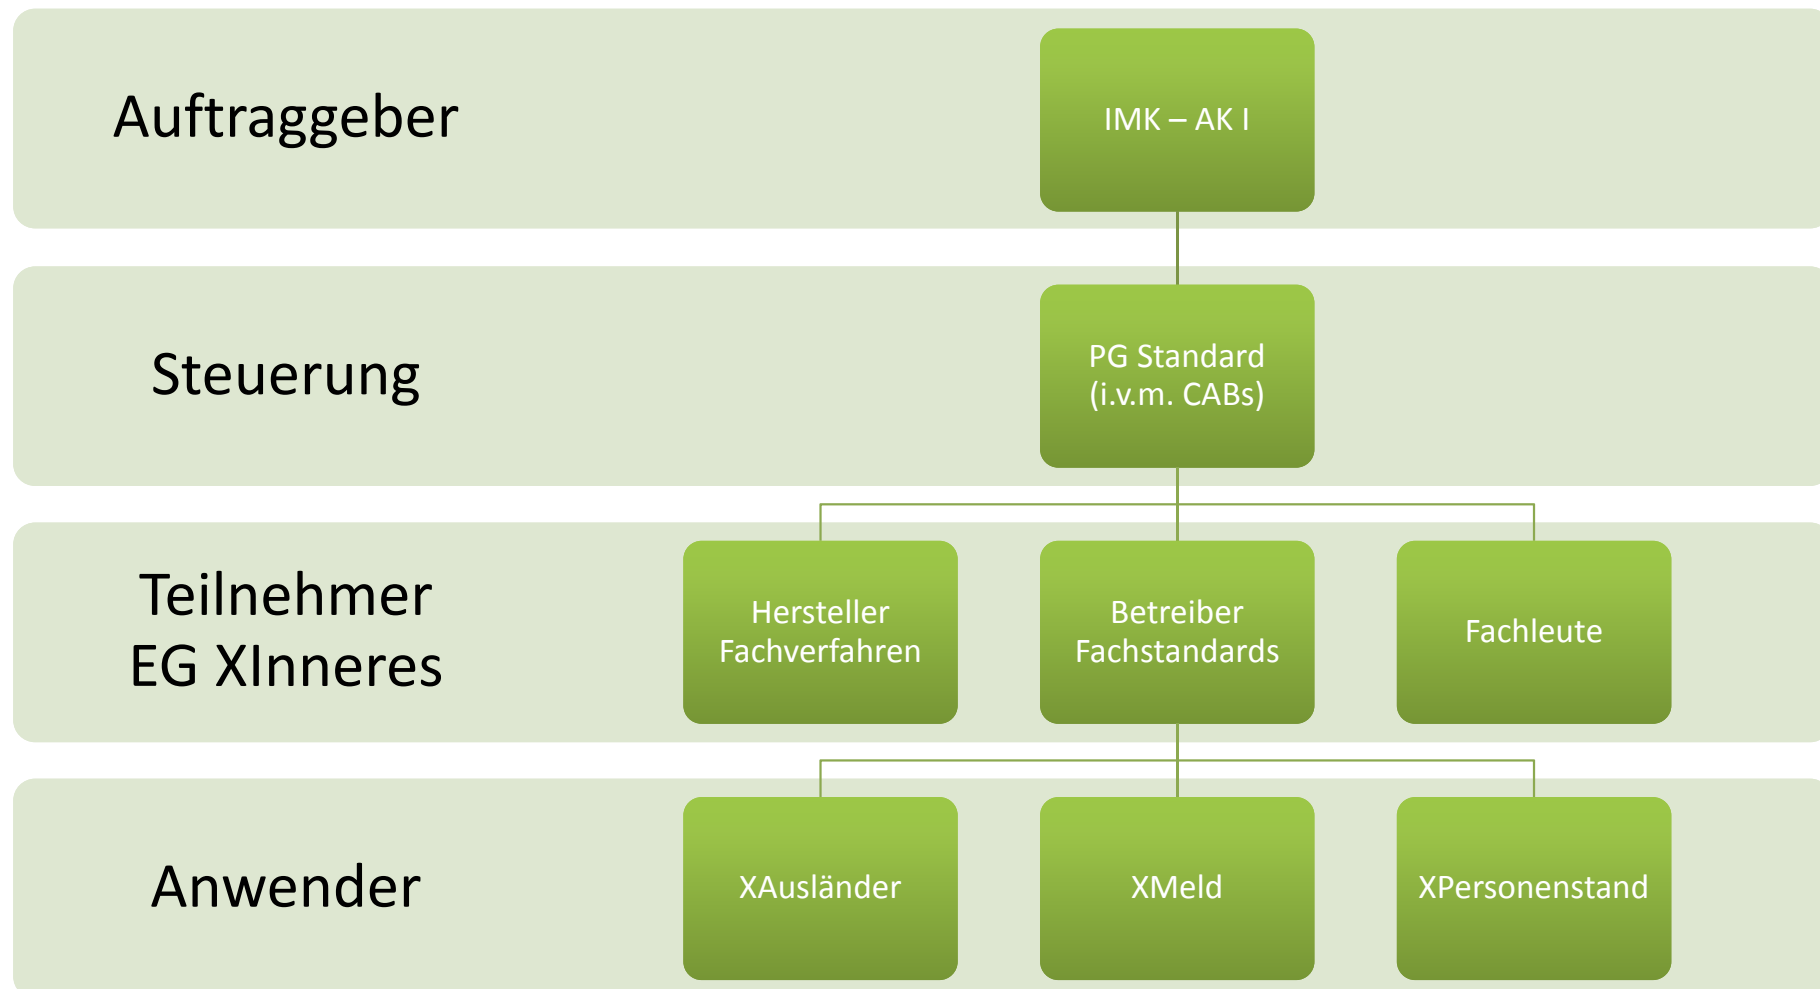 Auftraggeber
IMK – AK I
Steuerung
PG Standard
(i.v.m. CABs)
Teilnehmer
EG XInneres
Hersteller
Fachverfahren
Betreiber
Fachstandards
Fachleute
Anwender
XAusländer
XMeld
XPersonenstand